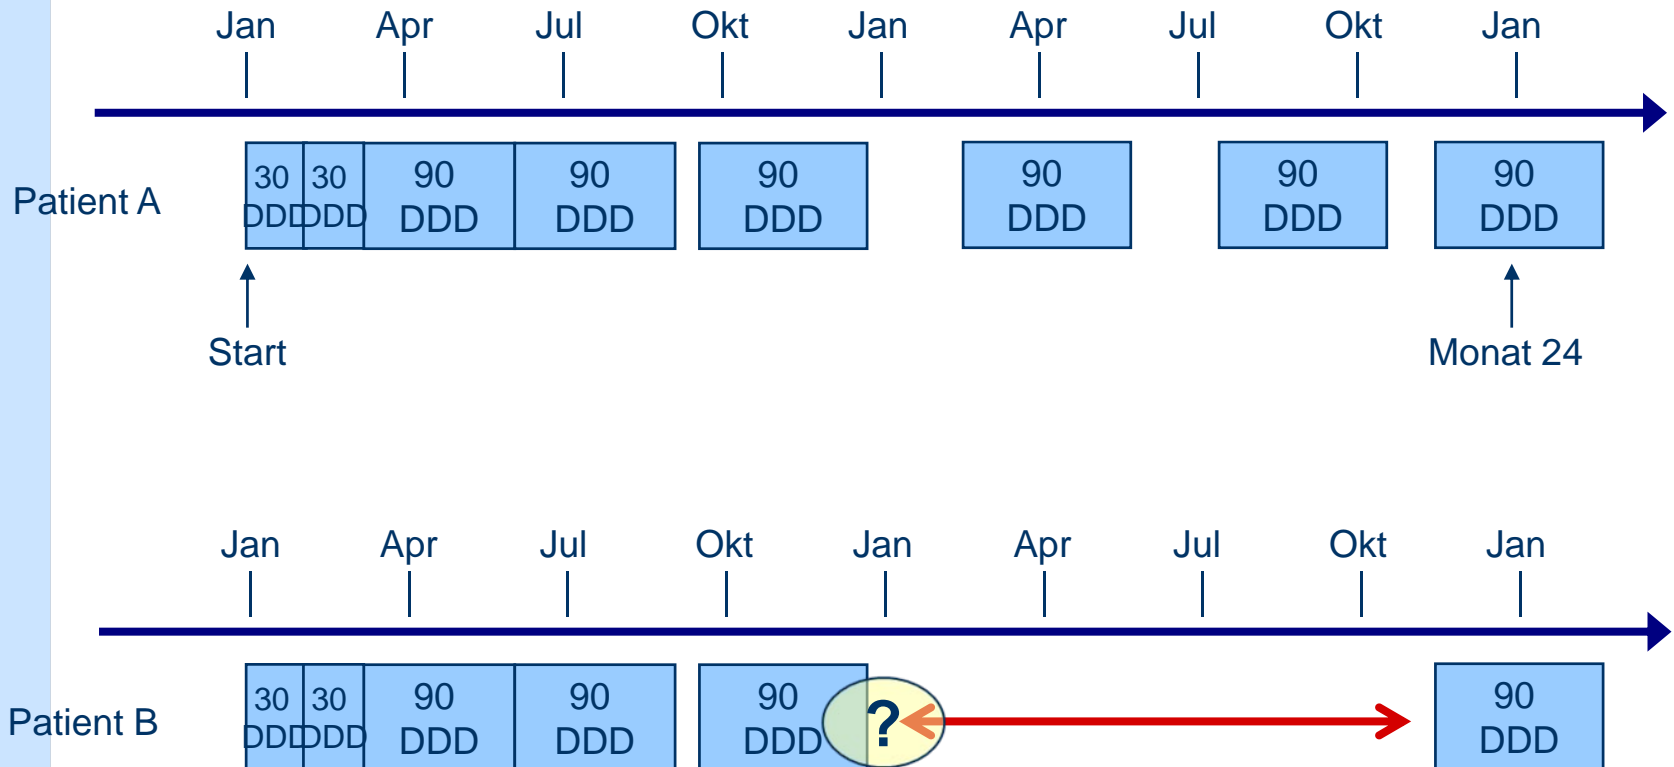 Jan Apr Jul Okt Jan Apr Jul Okt Jan
30 30 90 90 90 90 90 90
Patient A
DDD DDD DDD DDD DDD DDD DDD DDD
Start Monat 24
Jan Apr Jul Okt Jan Apr Jul Okt Jan
30 30 90 90 90 ? 90
Patient B
DDD DDD DDD DDD DDD DDD